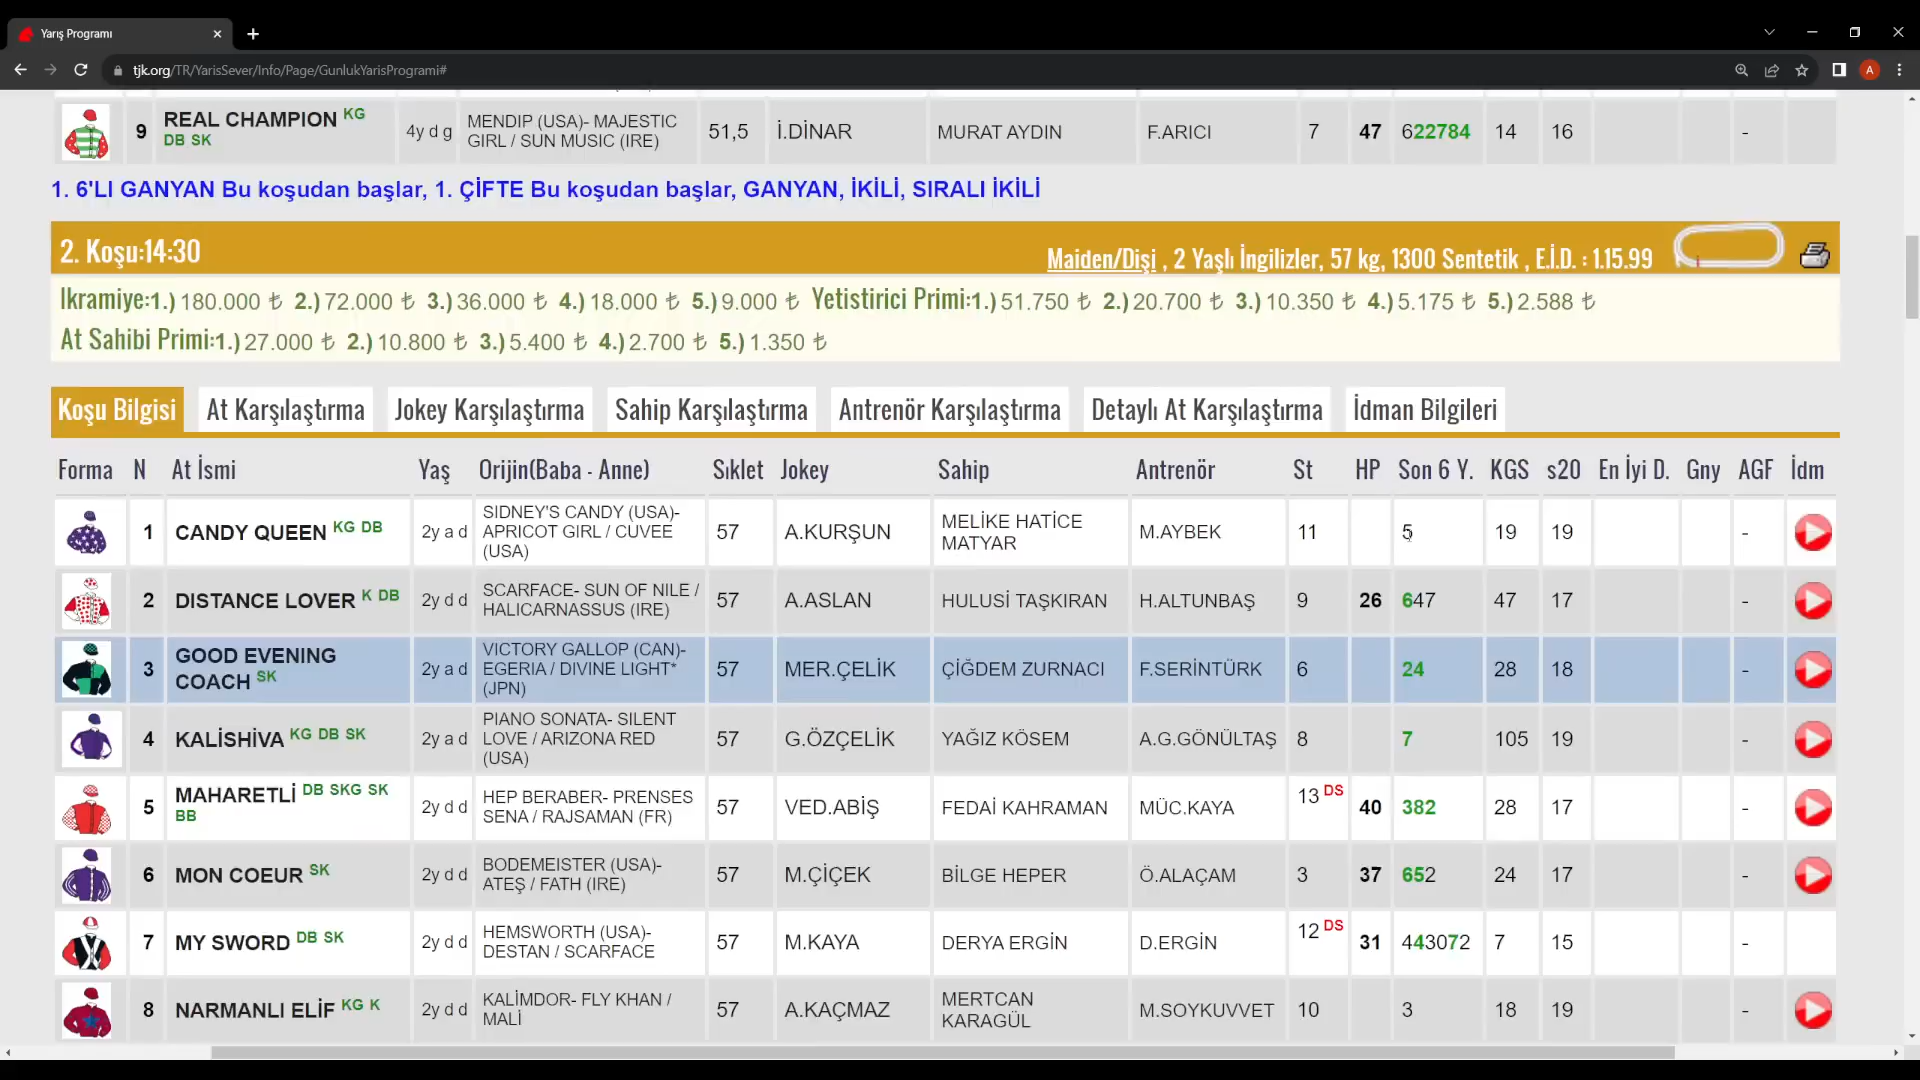 Yarış Programı
tjk.org/TR/YarisSever/Info/Page/GunlukYarisProgrami#
A
9 REAL CHAMPION KG DB SK 4y d g MENDIP (USA)- MAJESTIC GIRL / SUN MUSIC (IRE) 51,5 İ.DİNAR MURAT AYDIN F.ARICI 7 47 622784 14 16 -
1. 6'LI GANYAN Bu koşudan başlar, 1. ÇİFTE Bu koşudan başlar, GANYAN, İKİLİ, SIRALI İKİLİ
2. Koşu:14:30 Maiden/Dişi , 2 Yaşlı İngilizler, 57 kg, 1300 Sentetik , E.İ.D. : 1.15.99
Ikramiye:1.) 180.000 ₺ 2.) 72.000 ₺ 3.) 36.000 ₺ 4.) 18.000 ₺ 5.) 9.000 ₺ Yetistirici Primi:1.) 51.750 ₺ 2.) 20.700 ₺ 3.) 10.350 ₺ 4.) 5.175 ₺ 5.) 2.588 ₺
At Sahibi Primi:1.) 27.000 ₺ 2.) 10.800 ₺ 3.) 5.400 ₺ 4.) 2.700 ₺ 5.) 1.350 ₺
Koşu Bilgisi At Karşılaştırma Jokey Karşılaştırma Sahip Karşılaştırma Antrenör Karşılaştırma Detaylı At Karşılaştırma İdman Bilgileri
Forma N At İsmi Yaş Orijin(Baba - Anne) Sıklet Jokey Sahip Antrenör St HP Son 6 Y. KGS s20 En İyi D. Gny AGF İdm
1 CANDY QUEEN KG DB 2y a d SIDNEY'S CANDY (USA)- APRICOT GIRL / CUVEE (USA) 57 A.KURŞUN MELİKE HATİCE MATYAR M.AYBEK 11 5 19 19 -
2 DISTANCE LOVER K DB 2y d d SCARFACE- SUN OF NILE / HALICARNASSUS (IRE) 57 A.ASLAN HULUSİ TAŞKIRAN H.ALTUNBAŞ 9 26 647 47 17 -
3 GOOD EVENING COACH SK 2y a d VICTORY GALLOP (CAN)- EGERIA / DIVINE LIGHT* (JPN) 57 MER.ÇELİK ÇİĞDEM ZURNACI F.SERİNTÜRK 6 24 28 18 -
4 KALİSHİVA KG DB SK 2y a d PIANO SONATA- SILENT LOVE / ARIZONA RED (USA) 57 G.ÖZÇELİK YAĞIZ KÖSEM A.G.GÖNÜLTAŞ 8 7 105 19 -
5 MAHARETLİ DB SKG SK BB 2y d d HEP BERABER- PRENSES SENA / RAJSAMAN (FR) 57 VED.ABİŞ FEDAİ KAHRAMAN MÜC.KAYA 13 DS 40 382 28 17 -
6 MON COEUR SK 2y d d BODEMEISTER (USA)- ATEŞ / FATH (IRE) 57 M.ÇİÇEK BİLGE HEPER Ö.ALAÇAM 3 37 652 24 17 -
7 MY SWORD DB SK 2y d d HEMSWORTH (USA)- DESTAN / SCARFACE 57 M.KAYA DERYA ERGİN D.ERGİN 12 DS 31 443072 7 15 -
8 NARMANLI ELİF KG K 2y d d KALİMDOR- FLY KHAN / MALİ 57 A.KAÇMAZ MERTCAN KARAGÜL M.SOYKUVVET 10 3 18 19 -